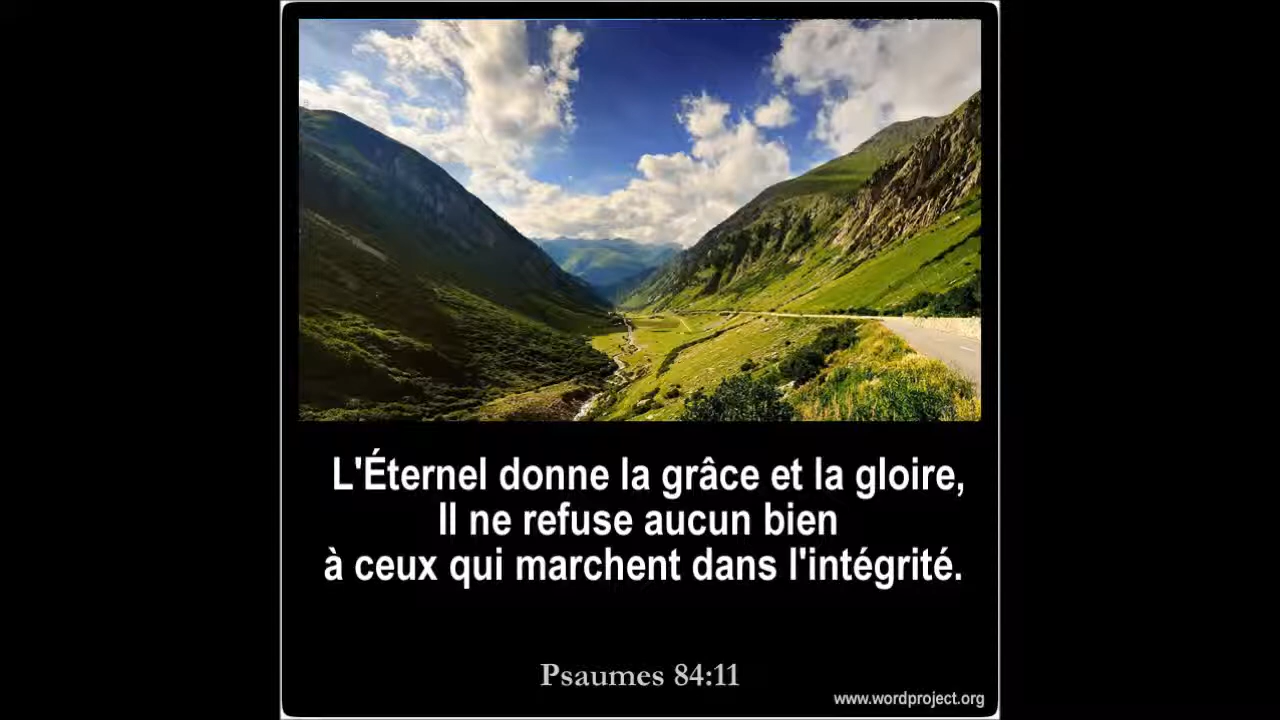 L'Éternel donne la grâce et la gloire,
Il ne refuse aucun bien
à ceux qui marchent dans l'intégrité.
Psaumes 84:11
www.wordproject.org